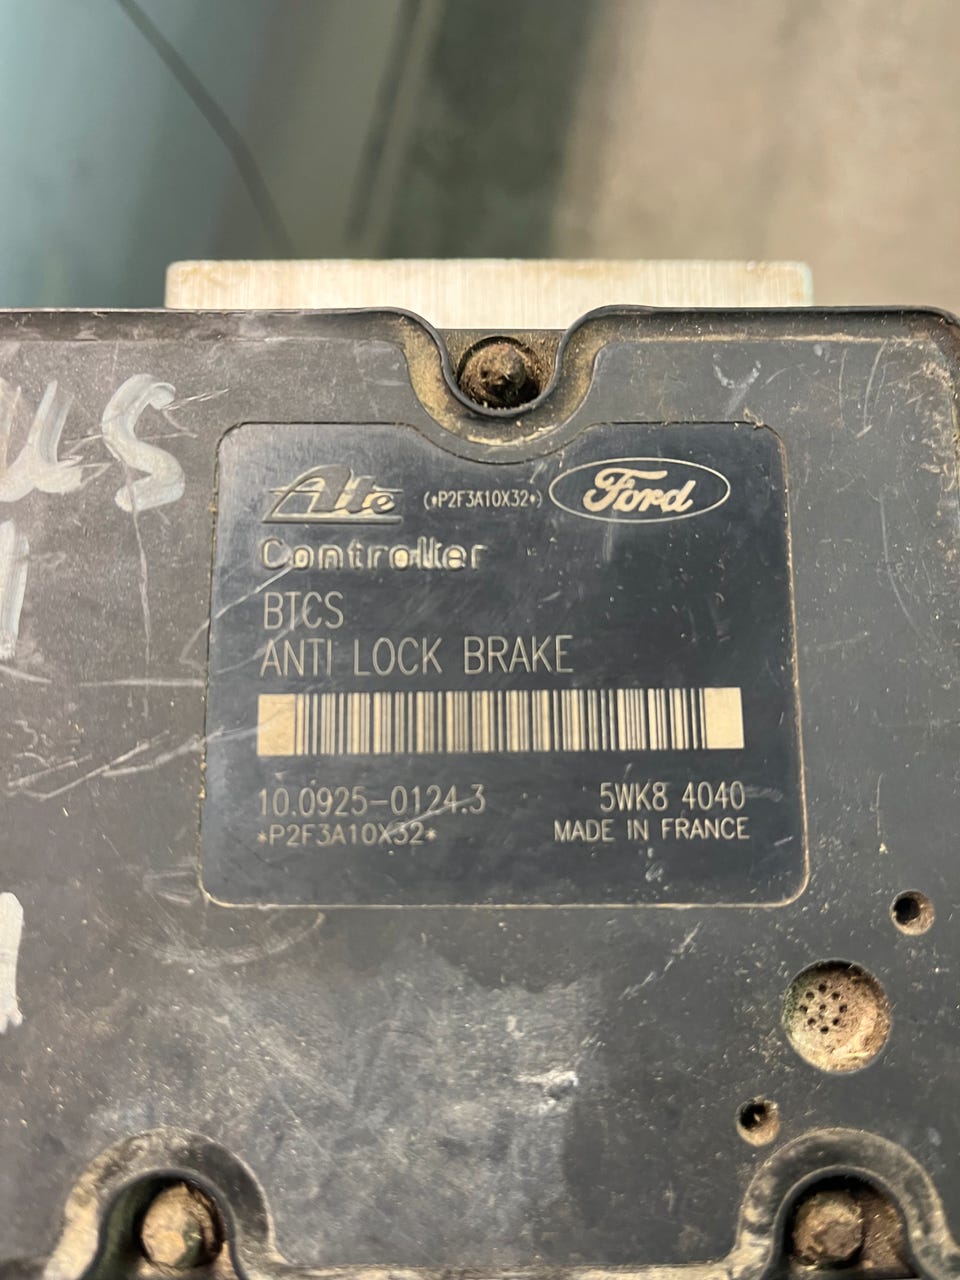 Ate (*P2F3A10X32*) Ford
Controller
BTCS
ANTI LOCK BRAKE
10.0925-0124.3 5WK8 4040
*P2F3A10X32* MADE IN FRANCE